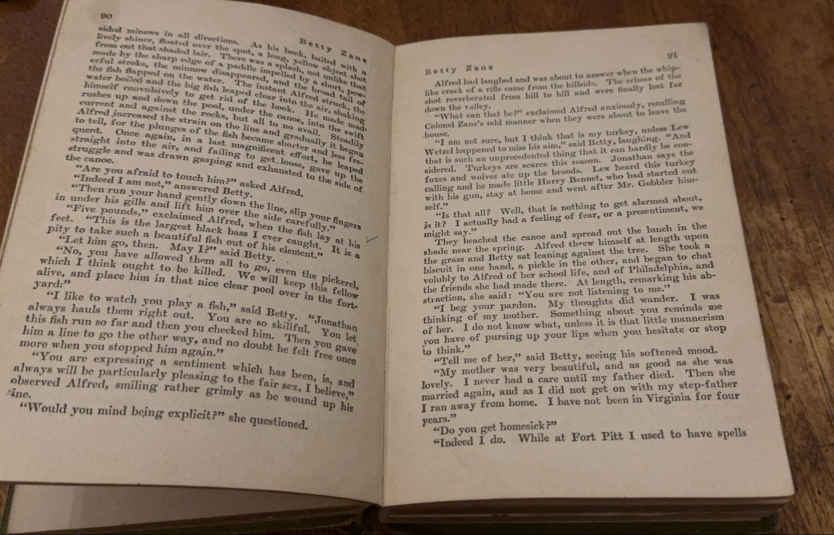 90
Betty Zane
sided minows in all directions. As his hook, baited with a
lively shiner, floated over the spot, a long, yellow object shot
from out that shaded lair. There was a splash, not unlike that
made by the sharp edge of a paddle impelled by a short, pow-
erful stroke, the minnow disappeared, and the broad tail of
the fish flapped on the water. The instant Alfred struck, the
water boiled and the big fish leaped clear into the air, shaking
himself convulsively to get rid of the hook. He made mad
rushes up and down the pool, under the canoe, into the swift
current and against the rocks, but all to no avail. Steadily
Alfred increased the strain on the line and gradually it began
to tell, for the plunges of the fish became shorter and less fre-
quent. Once again, in a last magnificent effort, he leaped
straight into the air, and failing to get loose, gave up the
struggle and was drawn gasping and exhausted to the side of
the canoe.
"Are you afraid to touch him?" asked Alfred.
"Indeed I am not," answered Betty.
"Then run your hand gently down the line, slip your fingers
in under his gills and lift him over the side carefully."
"Five pounds," exclaimed Alfred, when the fish lay at his
feet. "This is the largest black bass I ever caught. It is a
pity to take such a beautiful fish out of his element."
"Let him go, then. May I?" said Betty.
"No, you have allowed them all to go, even the pickerel,
which I think ought to be killed. We will keep this fellow
alive, and place him in that nice clear pool over in the fort-
yard."
"I like to watch you play a fish," said Betty. "Jonathan
always hauls them right out. You are so skillful. You let
this fish run so far and then you checked him. Then you gave
him a line to go the other way, and no doubt he felt free once
more when you stopped him again."
"You are expressing a sentiment which has been, is, and
always will be particularly pleasing to the fair sex, I believe,"
observed Alfred, smiling rather grimly as he wound up his
line.
"Would you mind being explicit?" she questioned.
Betty Zane
91
Alfred had laughed and was about to answer when the whip-
like crack of a rifle came from the hillside. The echoes of the
shot reverberated from hill to hill and were finally lost far
down the valley.
"What can that be?" exclaimed Alfred anxiously, recalling
Colonel Zane's odd manner when they were about to leave the
house.
"I am not sure, but I think that is my turkey, unless Lew
Wetzel happened to miss his aim," said Betty, laughing. "And
that is such an unprecedented thing that it can hardly be con-
sidered. Turkeys are scarce this season. Jonathan says the
foxes and wolves ate up the broods. Lew heard this turkey
calling and he made little Harry Bennet, who had started out
with his gun, stay at home and went after Mr. Gobbler him-
self."
"Is that all? Well, that is nothing to get alarmed about,
is it? I actually had a feeling of fear, or a presentiment, we
might say."
They beached the canoe and spread out the lunch in the
shade near the spring. Alfred threw himself at length upon
the grass and Betty sat leaning against the tree. She took a
biscuit in one hand, a pickle in the other, and began to chat
volubly to Alfred of her school life, and of Philadelphia, and
the friends she had made there. At length, remarking his ab-
straction, she said: "You are not listening to me."
"I beg your pardon. My thoughts did wander. I was
thinking of my mother. Something about you reminds me
of her. I do not know what, unless it is that little mannerism
you have of pursing up your lips when you hesitate or stop
to think."
"Tell me of her," said Betty, seeing his softened mood.
"My mother was very beautiful, and as good as she was
lovely. I never had a care until my father died. Then she
married again, and as I did not get on with my step-father
I ran away from home. I have not been in Virginia for four
years."
"Do you get homesick?"
"Indeed I do. While at Fort Pitt I used to have spells